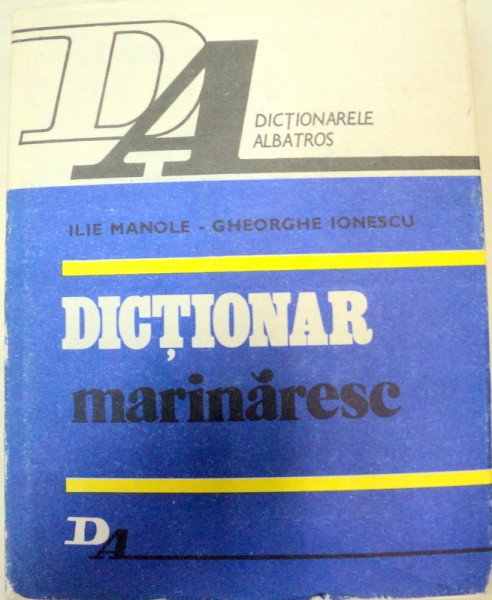 DA
DICȚIONARELE
ALBATROS
ILIE MANOLE - GHEORGHE IONESCU
DICȚIONAR
marinăresc
DA